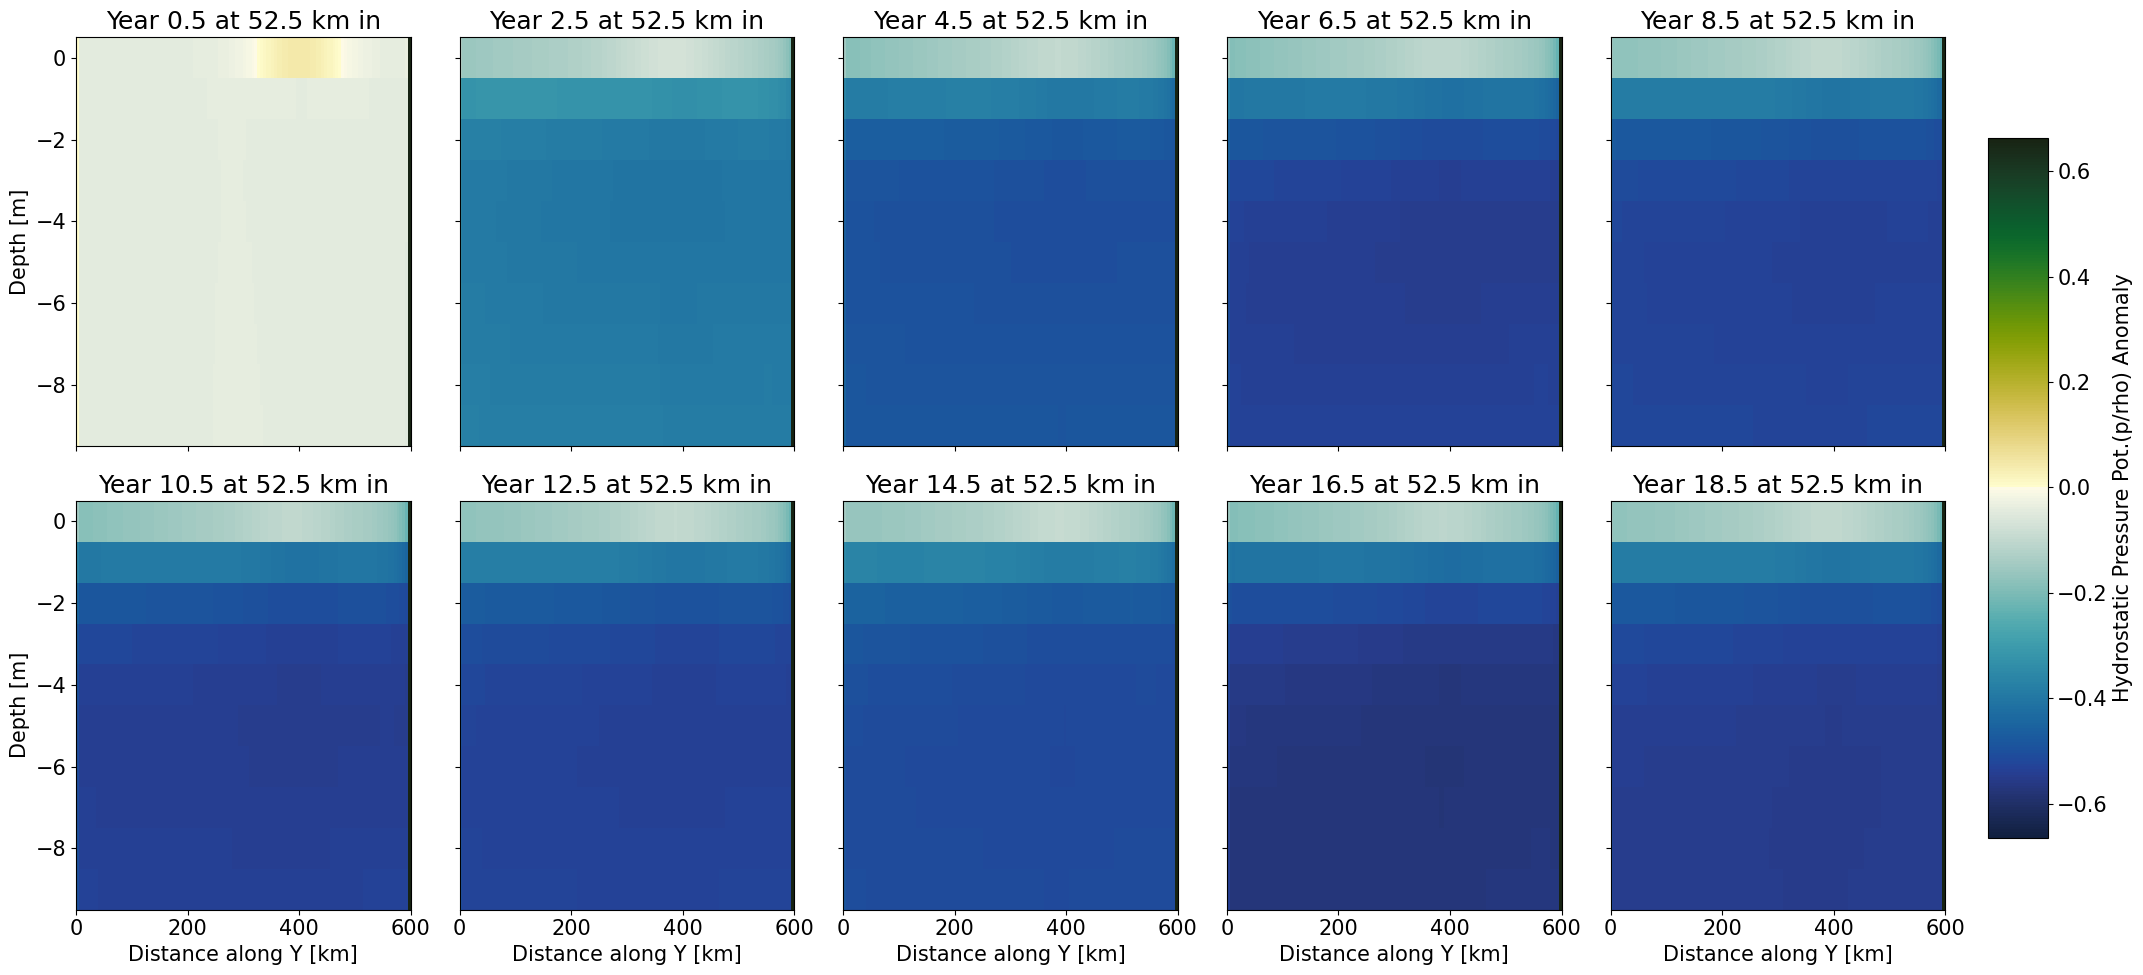 Year 0.5 at 52.5 km in
Year 2.5 at 52.5 km in
Year 4.5 at 52.5 km in
Year 6.5 at 52.5 km in
Year 8.5 at 52.5 km in
0
−2
−4
−6
−8
Depth [m]
Year 10.5 at 52.5 km in
Year 12.5 at 52.5 km in
Year 14.5 at 52.5 km in
Year 16.5 at 52.5 km in
Year 18.5 at 52.5 km in
0
−2
−4
−6
−8
Depth [m]
0 200 400 600
0 200 400 600
0 200 400 600
0 200 400 600
0 200 400 600
Distance along Y [km]
Distance along Y [km]
Distance along Y [km]
Distance along Y [km]
Distance along Y [km]
0.6
0.4
0.2
0.0
−0.2
−0.4
−0.6
Hydrostatic Pressure Pot.(p/rho) Anomaly